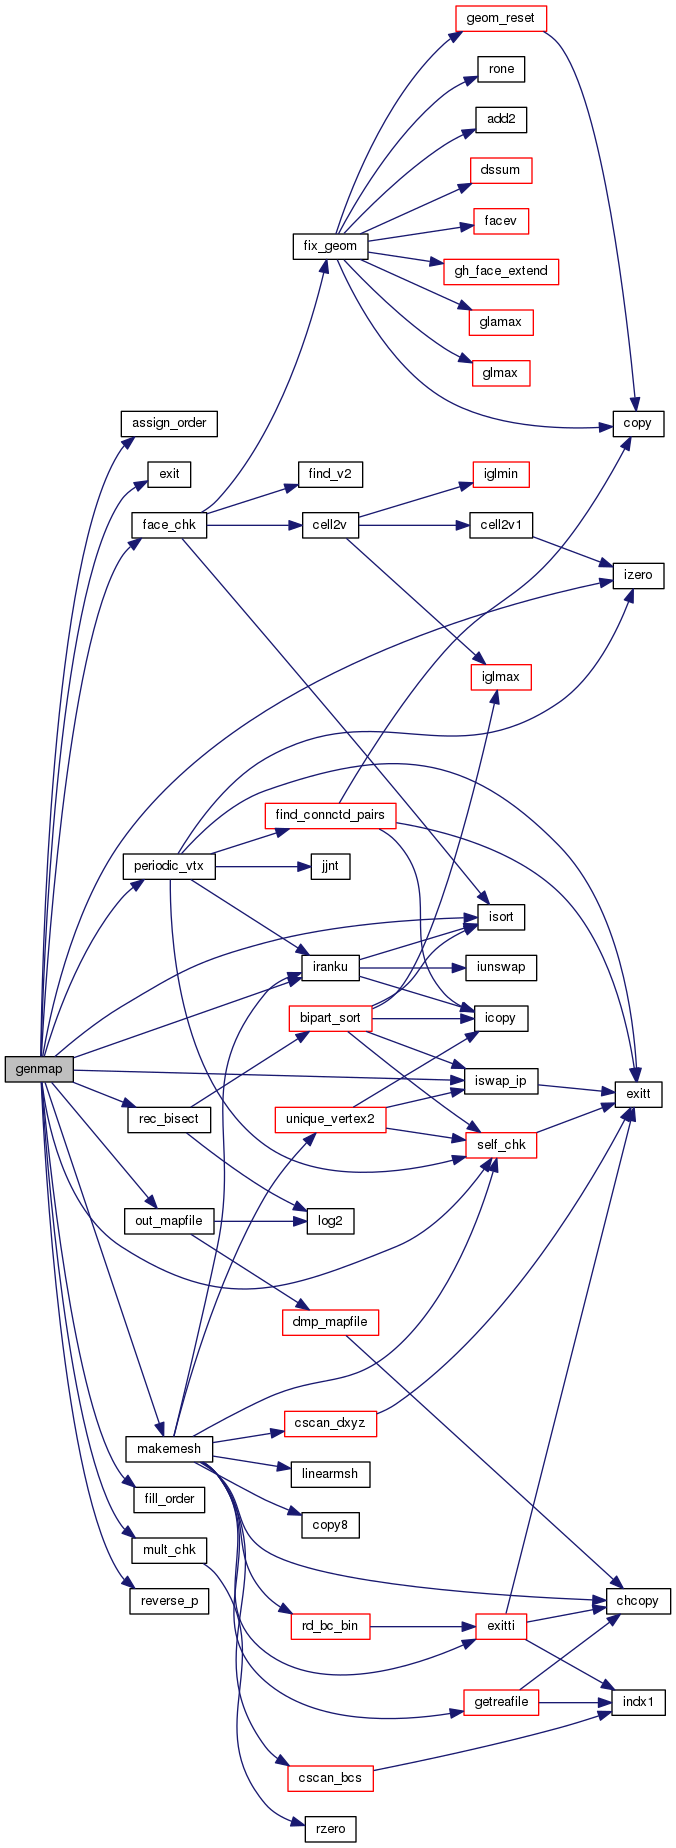 geom_reset
rone
add2
dssum
fix_geom
facev
gh_face_extend
glamax
glmax
assign_order
copy
exit
find_v2
iglmin
face_chk
cell2v
cell2v1
izero
iglmax
find_connctd_pairs
periodic_vtx
jjnt
isort
iranku
iunswap
bipart_sort
icopy
genmap
iswap_ip
exitt
rec_bisect
unique_vertex2
self_chk
out_mapfile
log2
dmp_mapfile
cscan_dxyz
makemesh
linearmsh
fill_order
copy8
mult_chk
reverse_p
chcopy
rd_bc_bin
exitti
getreafile
indx1
cscan_bcs
rzero